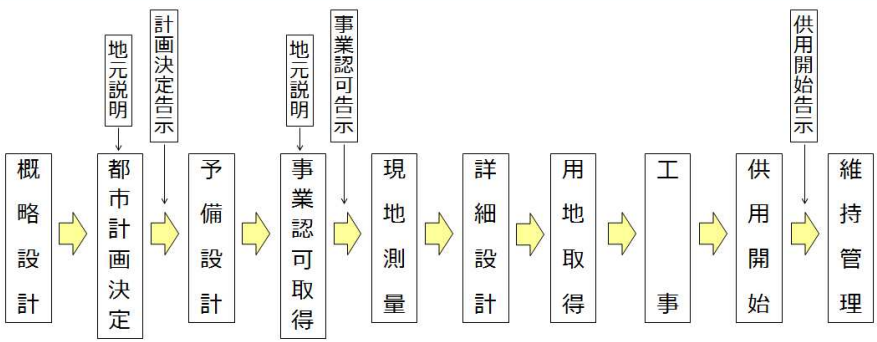 地元説明
計画決定告示
地元説明
事業認可告示
供用開始告示
概略設計
都市計画決定
予備設計
事業認可取得
現地測量
詳細設計
用地取得
工事
供用開始
維持管理